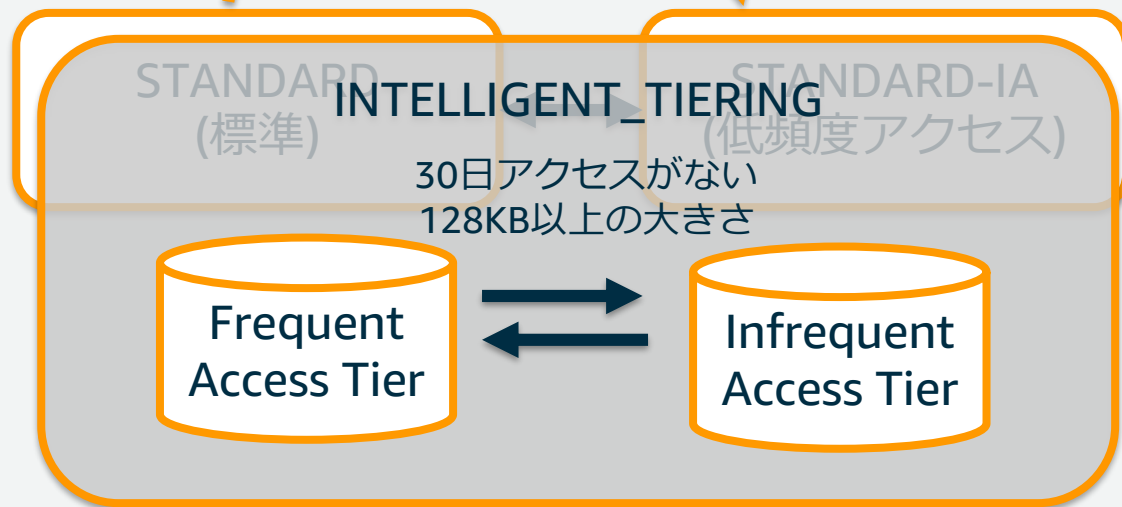 STANDARD
(標準)
STANDARD-IA
(低頻度アクセス)
INTELLIGENT_TIERING
30日アクセスがない
128KB以上の大きさ
Frequent
Access Tier
Infrequent
Access Tier